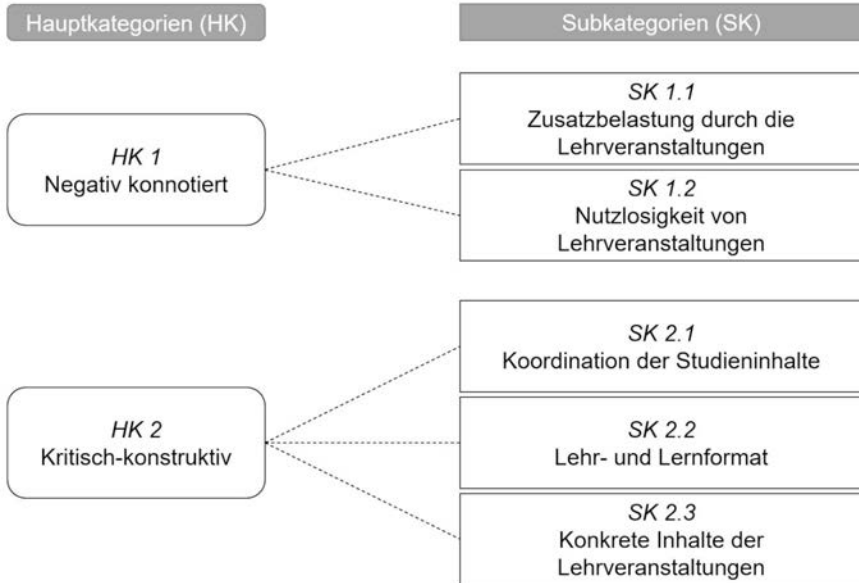 Hauptkategorien (HK)
Subkategorien (SK)
HK 1
Negativ konnotiert
SK 1.1
Zusatzbelastung durch die
Lehrveranstaltungen
SK 1.2
Nutzlosigkeit von
Lehrveranstaltungen
HK 2
Kritisch-konstruktiv
SK 2.1
Koordination der Studieninhalte
SK 2.2
Lehr- und Lernformat
SK 2.3
Konkrete Inhalte der
Lehrveranstaltungen